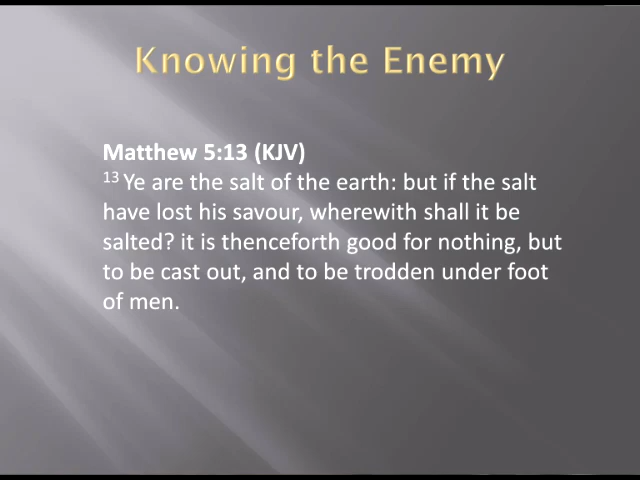 Knowing the Enemy
Matthew 5:13 (KJV)
13 Ye are the salt of the earth: but if the salt
have lost his savour, wherewith shall it be
salted? it is thenceforth good for nothing, but
to be cast out, and to be trodden under foot
of men.